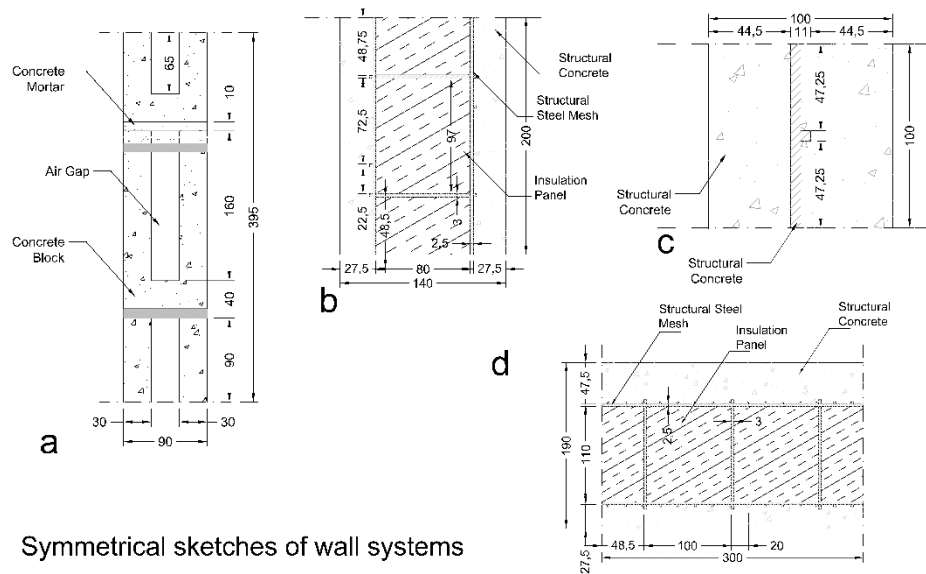 65
Concrete
Mortar
10
Air Gap
160
395
Concrete
Block
40
90
30
30
90
a
48,75
72,5
22,5
97
48,5
3
2,5
200
27,5
80
27,5
140
Structural
Concrete
Structural
Steel Mesh
Insulation
Panel
b
100
44,5
11
44,5
47,25
47,25
100
Structural
Concrete
Structural
Concrete
c
Structural Steel
Mesh
Insulation
Panel
Structural
Concrete
d
47,5
190
110
27,5
2,5
3
48,5
100
20
300
Symmetrical sketches of wall systems